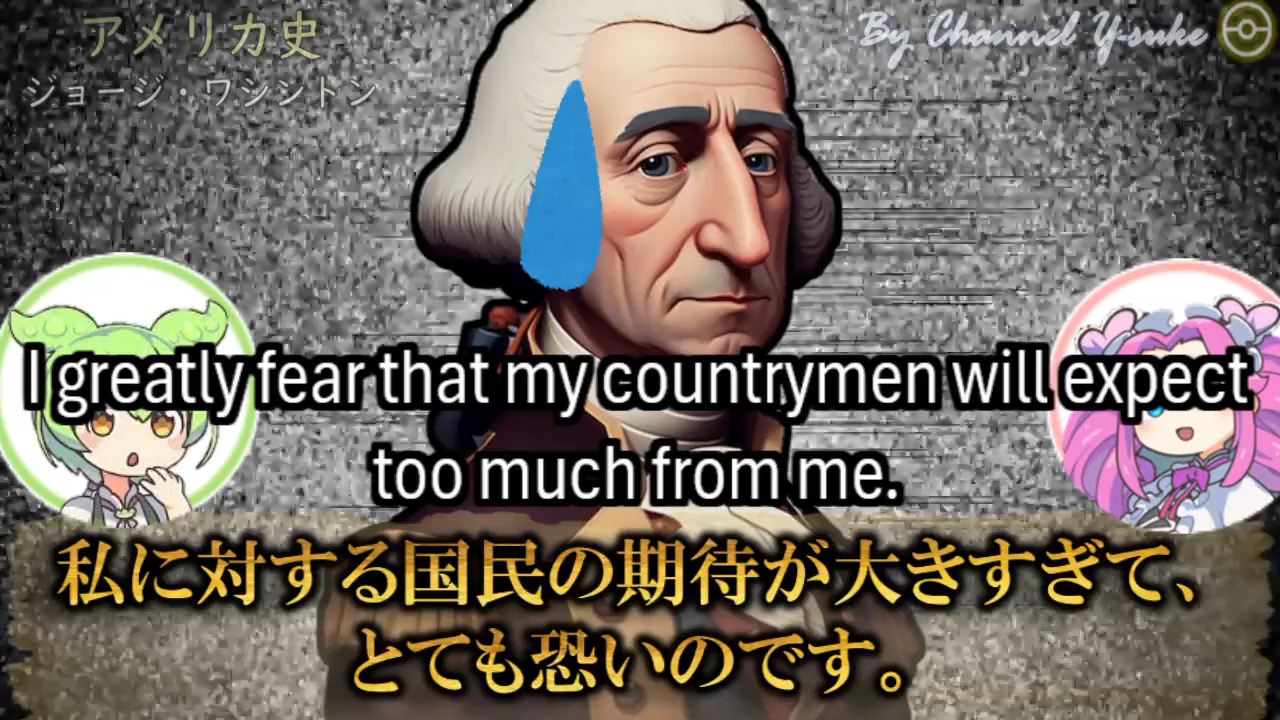 アメリカ史
ジョージ・ワシントン
By Channel Y-suke
I greatly fear that my countrymen will expect
too much from me.
私に対する国民の期待が大きすぎて、
とても恐いのです。